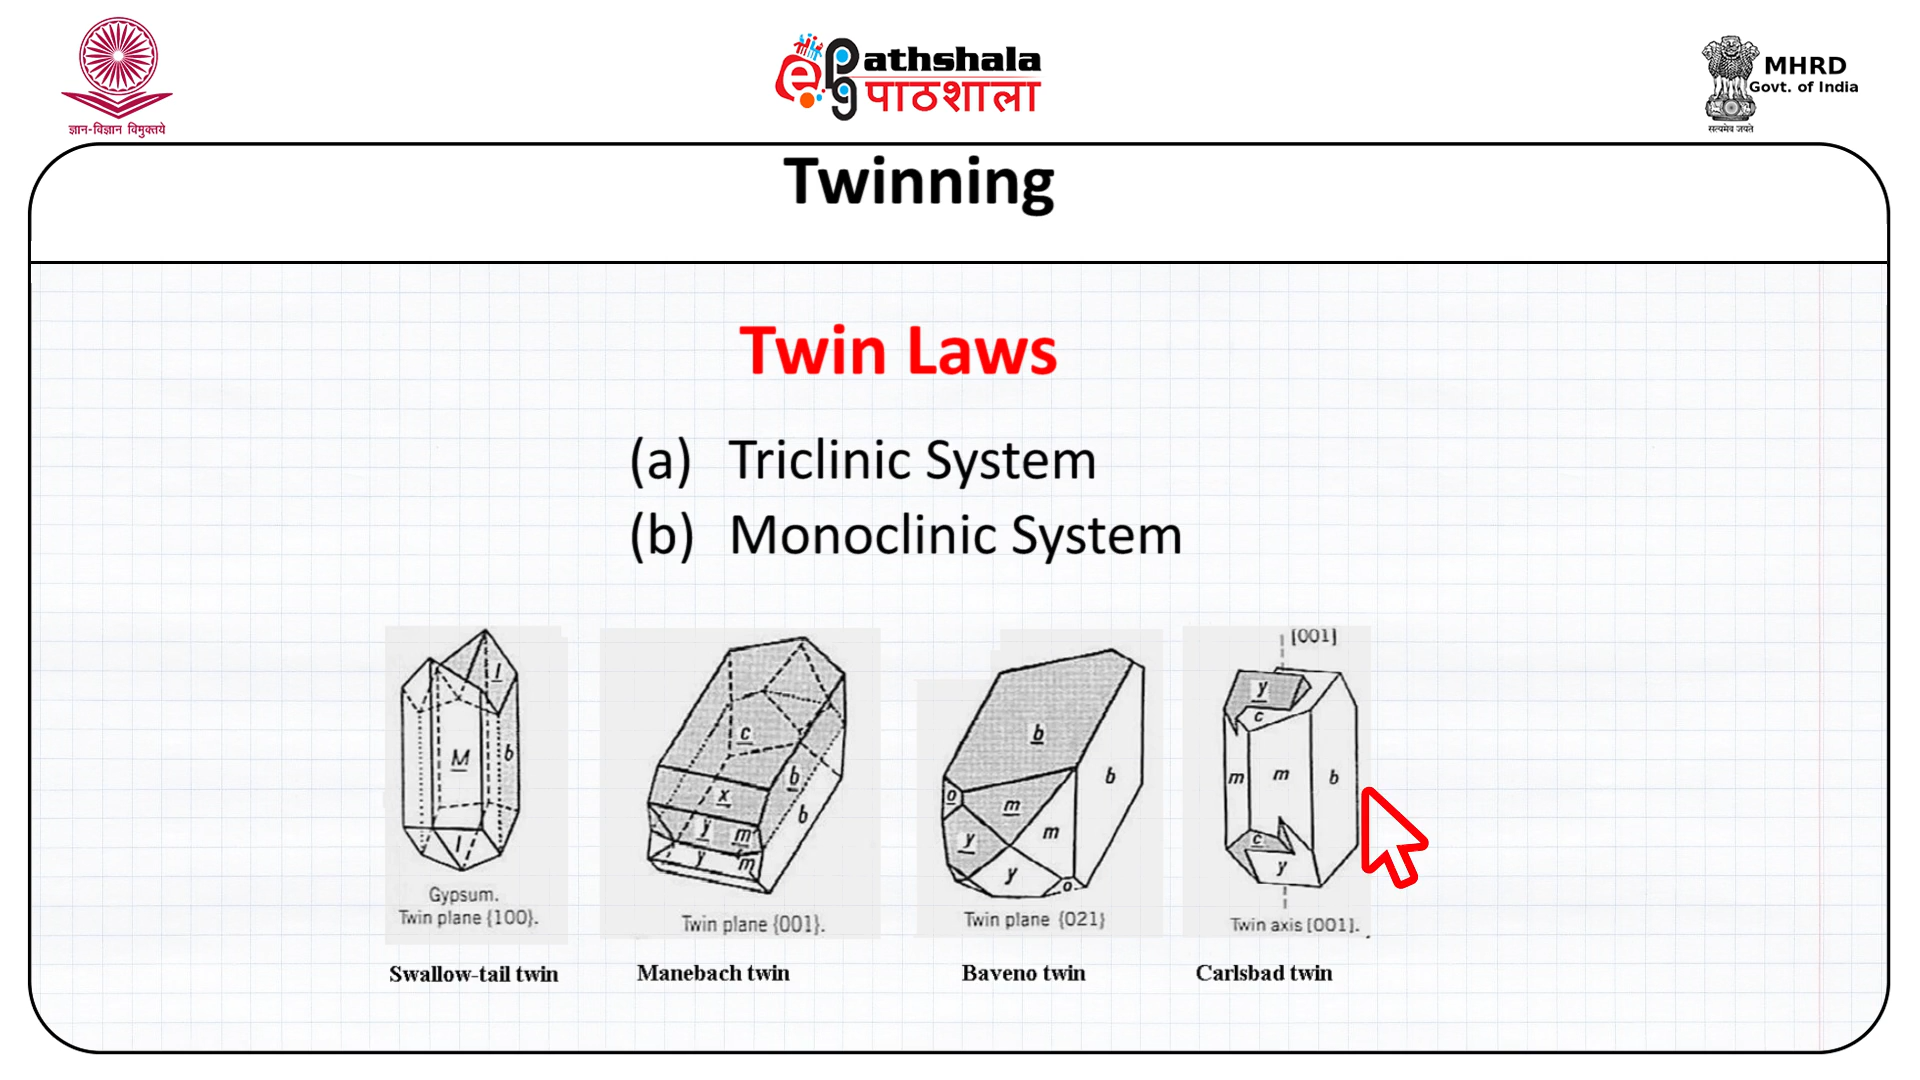 ज्ञान-विज्ञान विमुक्तये
e PG athshala
पाठशाला
MHRD
Govt. of India
सत्यमेव जयते
Twinning
Twin Laws
(a) Triclinic System
(b) Monoclinic System
l
M
b
l
Gypsum.
Twin plane {100}.
Swallow-tail twin
c
b
x
b
y m
y m
Twin plane {001}.
Manebach twin
b
b
o
m
m
y
y
o
Twin plane {021}
Baveno twin
[001]
y
c
m m b
c
y
Twin axis [001].
Carlsbad twin